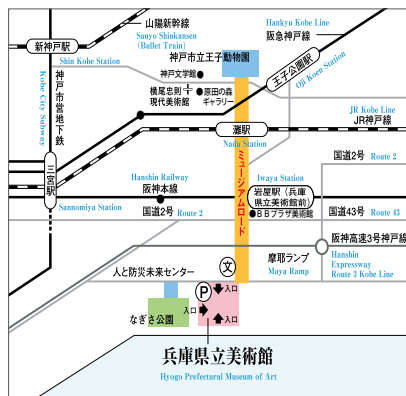 山陽新幹線
Sanyo Shinkansen
(Bullet Train)
Hankyu Kobe Line
阪急神戸線
新神戸駅
Shin Kobe Station
神戸市立王子動物園
神戸文学館
王子公園駅
Oji Koen Station
横尾忠則
現代美術館
原田の森
ギャラリー
神戸市営地下鉄
Kobe City Subway
JR Kobe Line
JR神戸線
灘駅
Nada Station
ミュージアムロード
国道2号 Route 2
三宮駅
Sannomiya Station
Hanshin Railway
阪神本線
Iwaya Station
岩屋駅(兵庫
県立美術館前)
BBプラザ美術館
国道2号 Route 2
国道43号 Route 43
阪神高速3号神戸線
Hanshin
Expressway
Route 3 Kobe Line
摩耶ランプ
Maya Ramp
人と防災未来センター
文
P
入口
入口
入口
なぎさ公園
兵庫県立美術館
Hyogo Prefectural Museum of Art